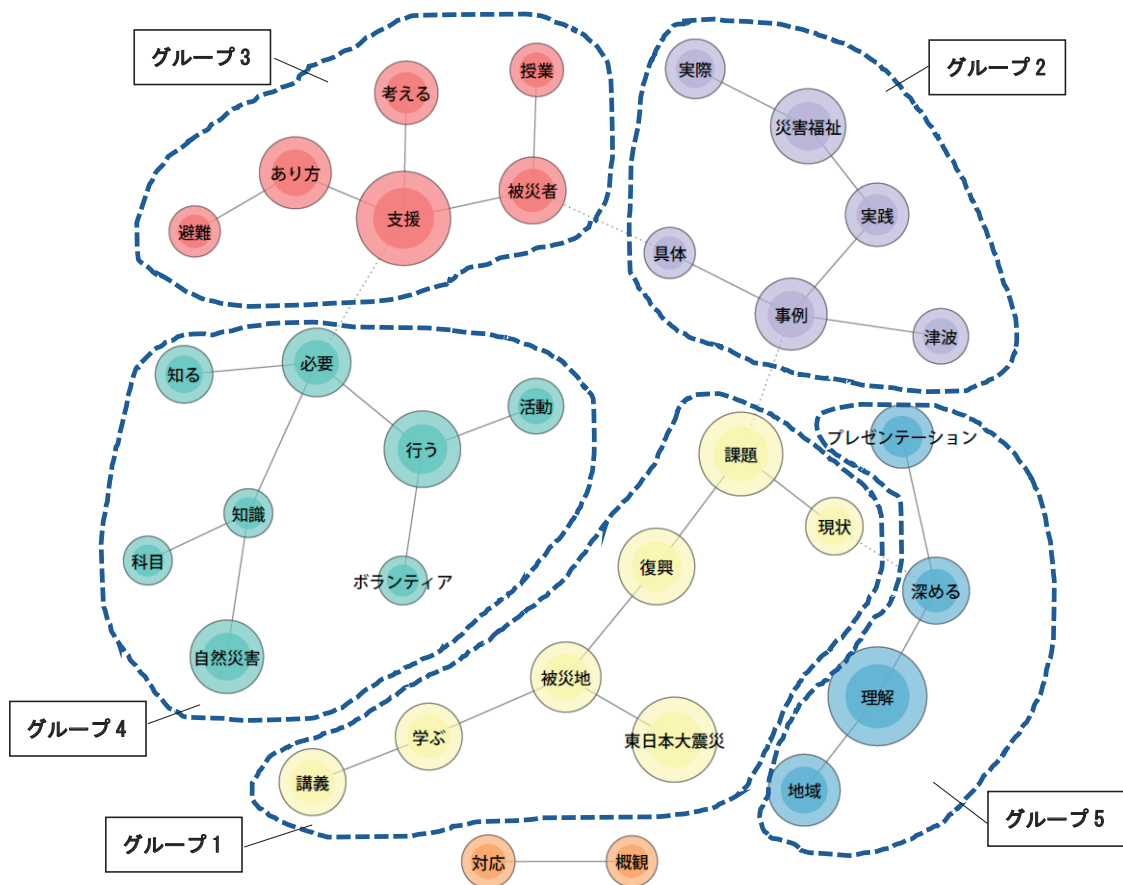 グループ3
考える
授業
あり方
支援
被災者
避難
グループ2
実際
災害福祉
実践
具体
事例
津波
知る
必要
活動
行う
知識
科目
ボランティア
自然災害
グループ4
課題
現状
復興
被災地
学ぶ
東日本大震災
講義
グループ1
プレゼンテーション
深める
理解
地域
グループ5
対応
概観